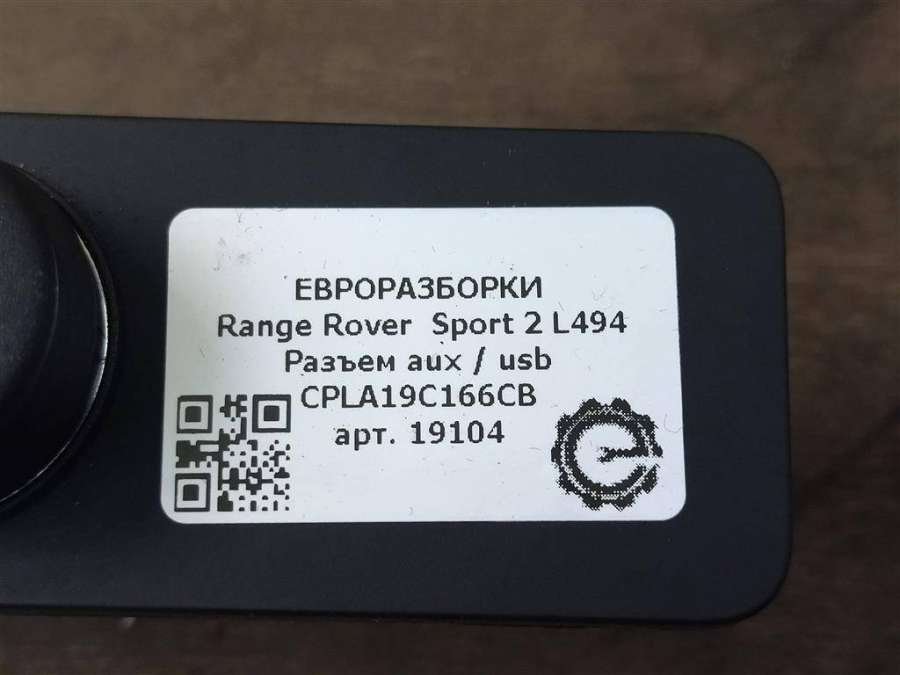 ЕВРОРАЗБОРКИ
Range Rover Sport 2 L494
Разъем aux / usb
CPLA19C166CB
арт. 19104